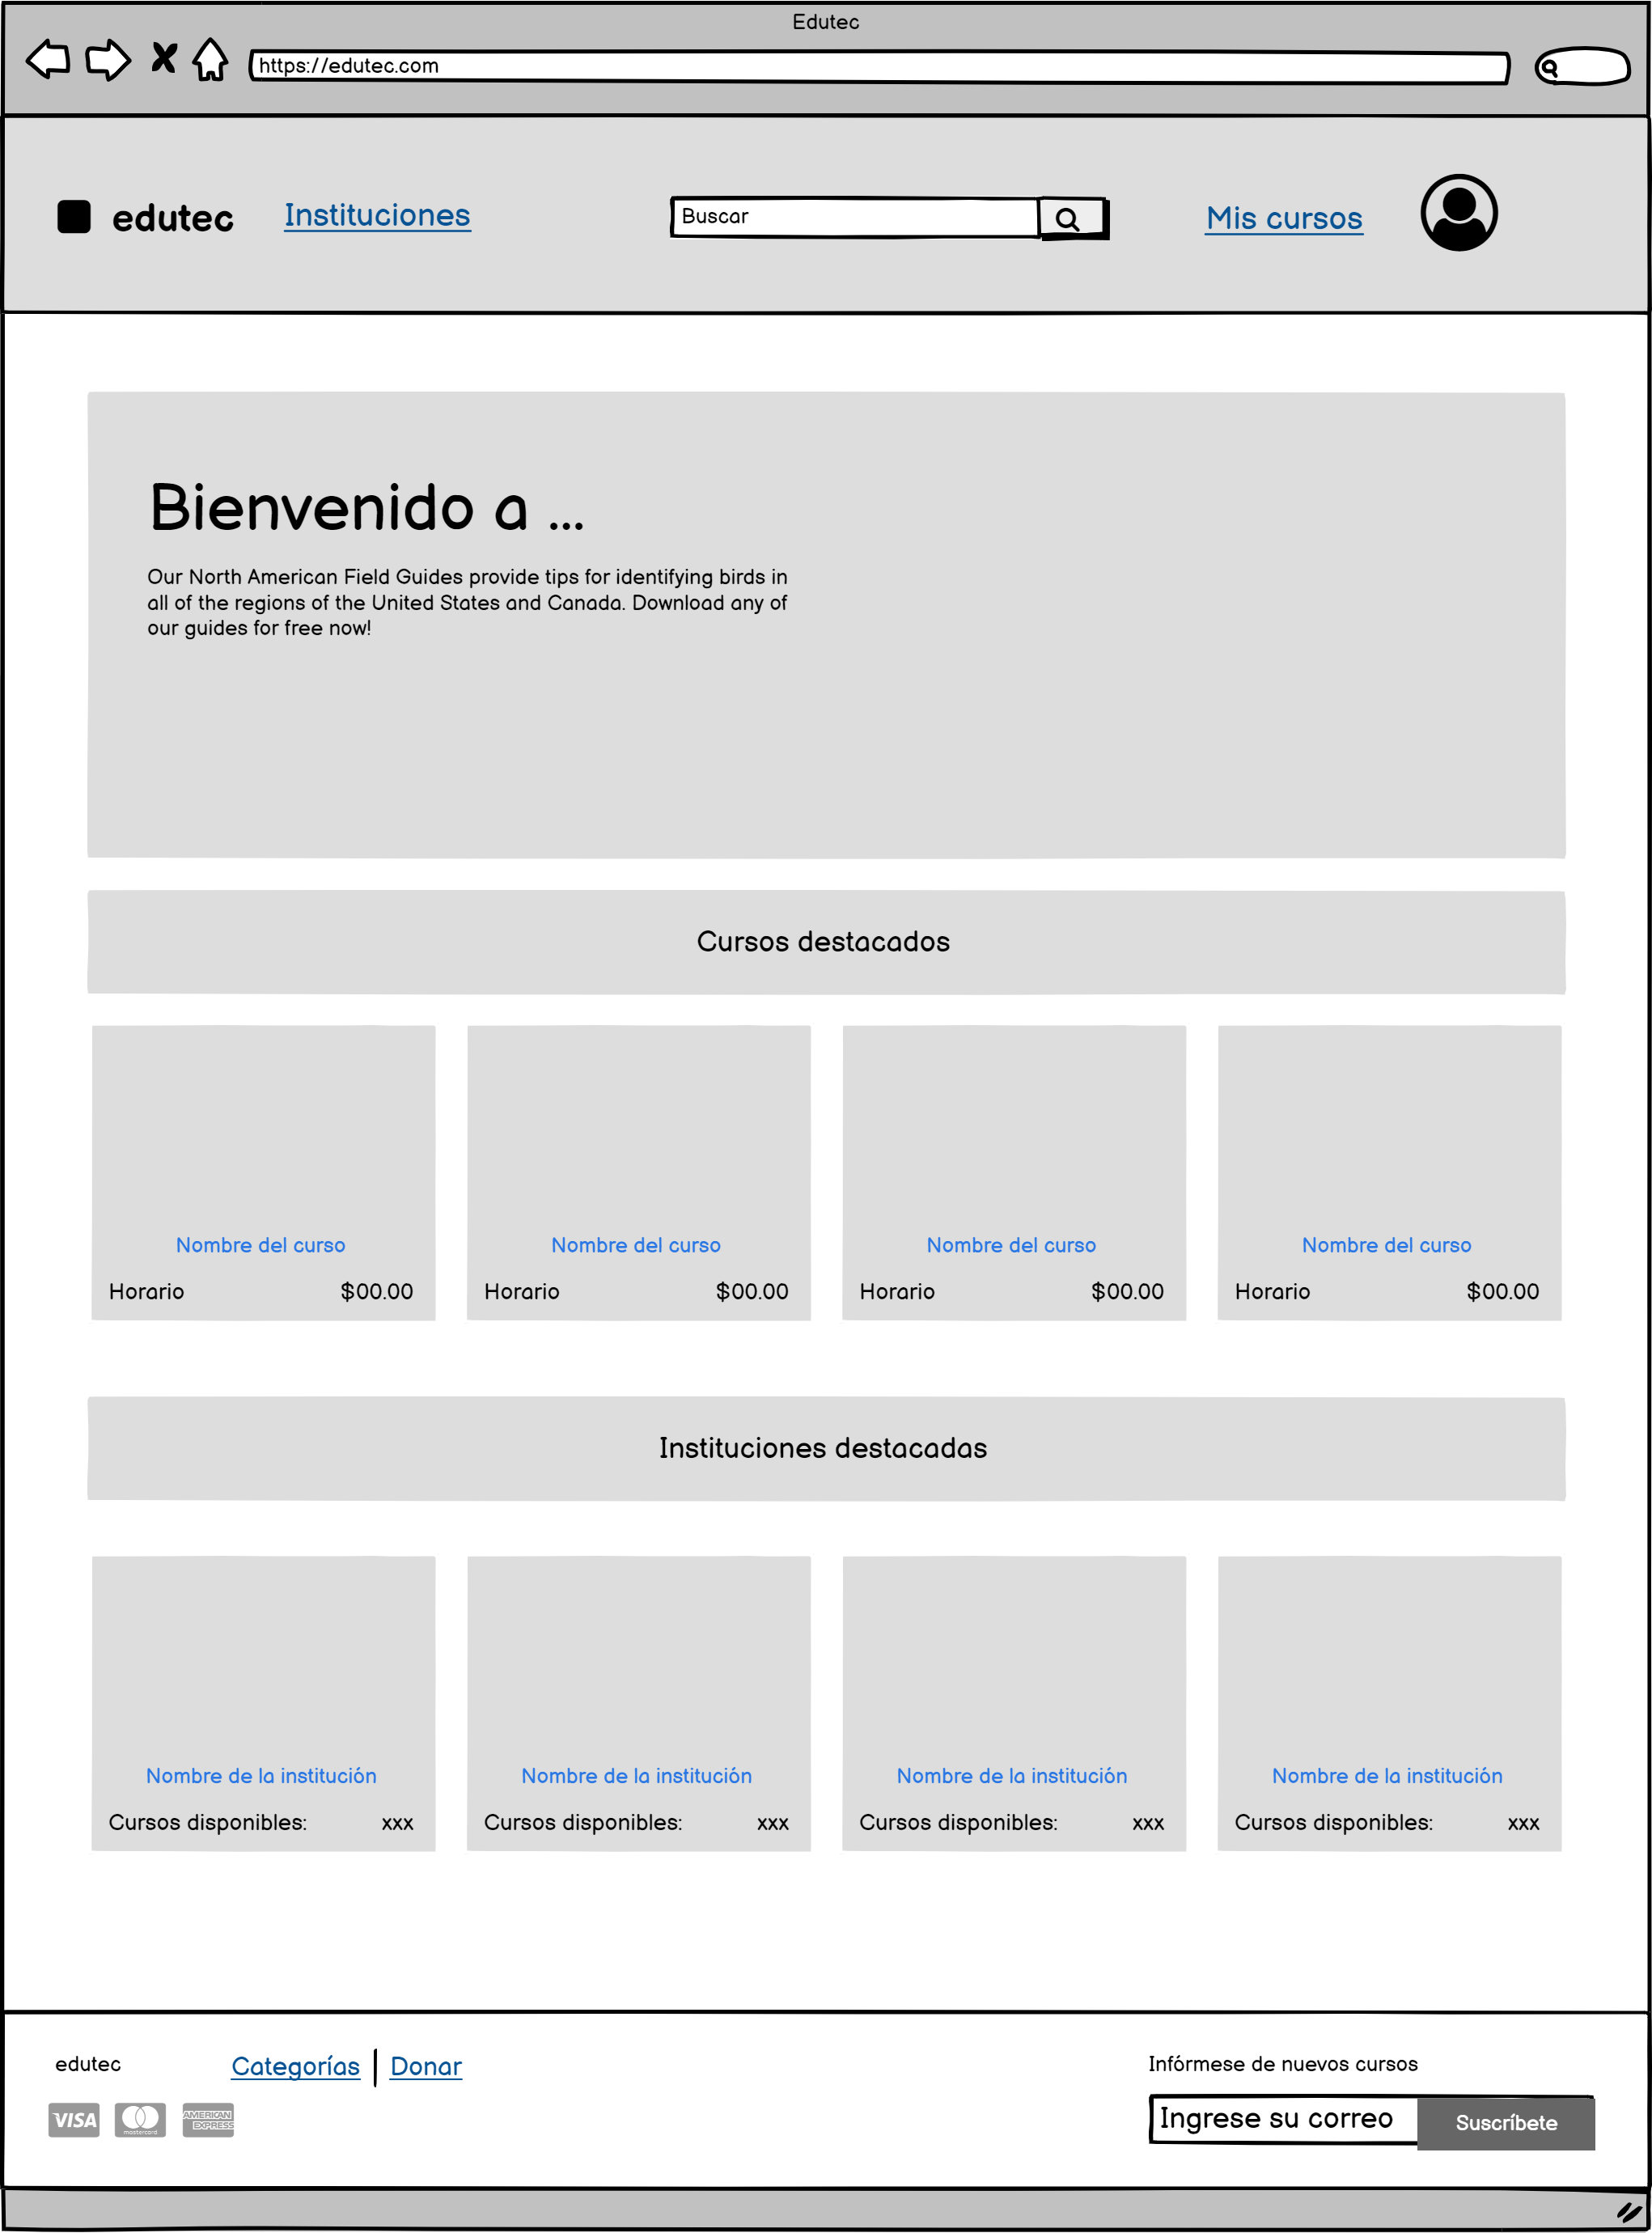 Edutec
https://edutec.com
edutec Instituciones Buscar Mis cursos
Bienvenido a ...
Our North American Field Guides provide tips for identifying birds in
all of the regions of the United States and Canada. Download any of
our guides for free now!
Cursos destacados
Nombre del curso Nombre del curso Nombre del curso Nombre del curso
Horario $00.00 Horario $00.00 Horario $00.00 Horario $00.00
Instituciones destacadas
Nombre de la institución Nombre de la institución Nombre de la institución Nombre de la institución
Cursos disponibles: xxx Cursos disponibles: xxx Cursos disponibles: xxx Cursos disponibles: xxx
edutec Categorías Donar Infórmese de nuevos cursos
VISA mastercard AMERICAN EXPRESS Ingrese su correo Suscríbete